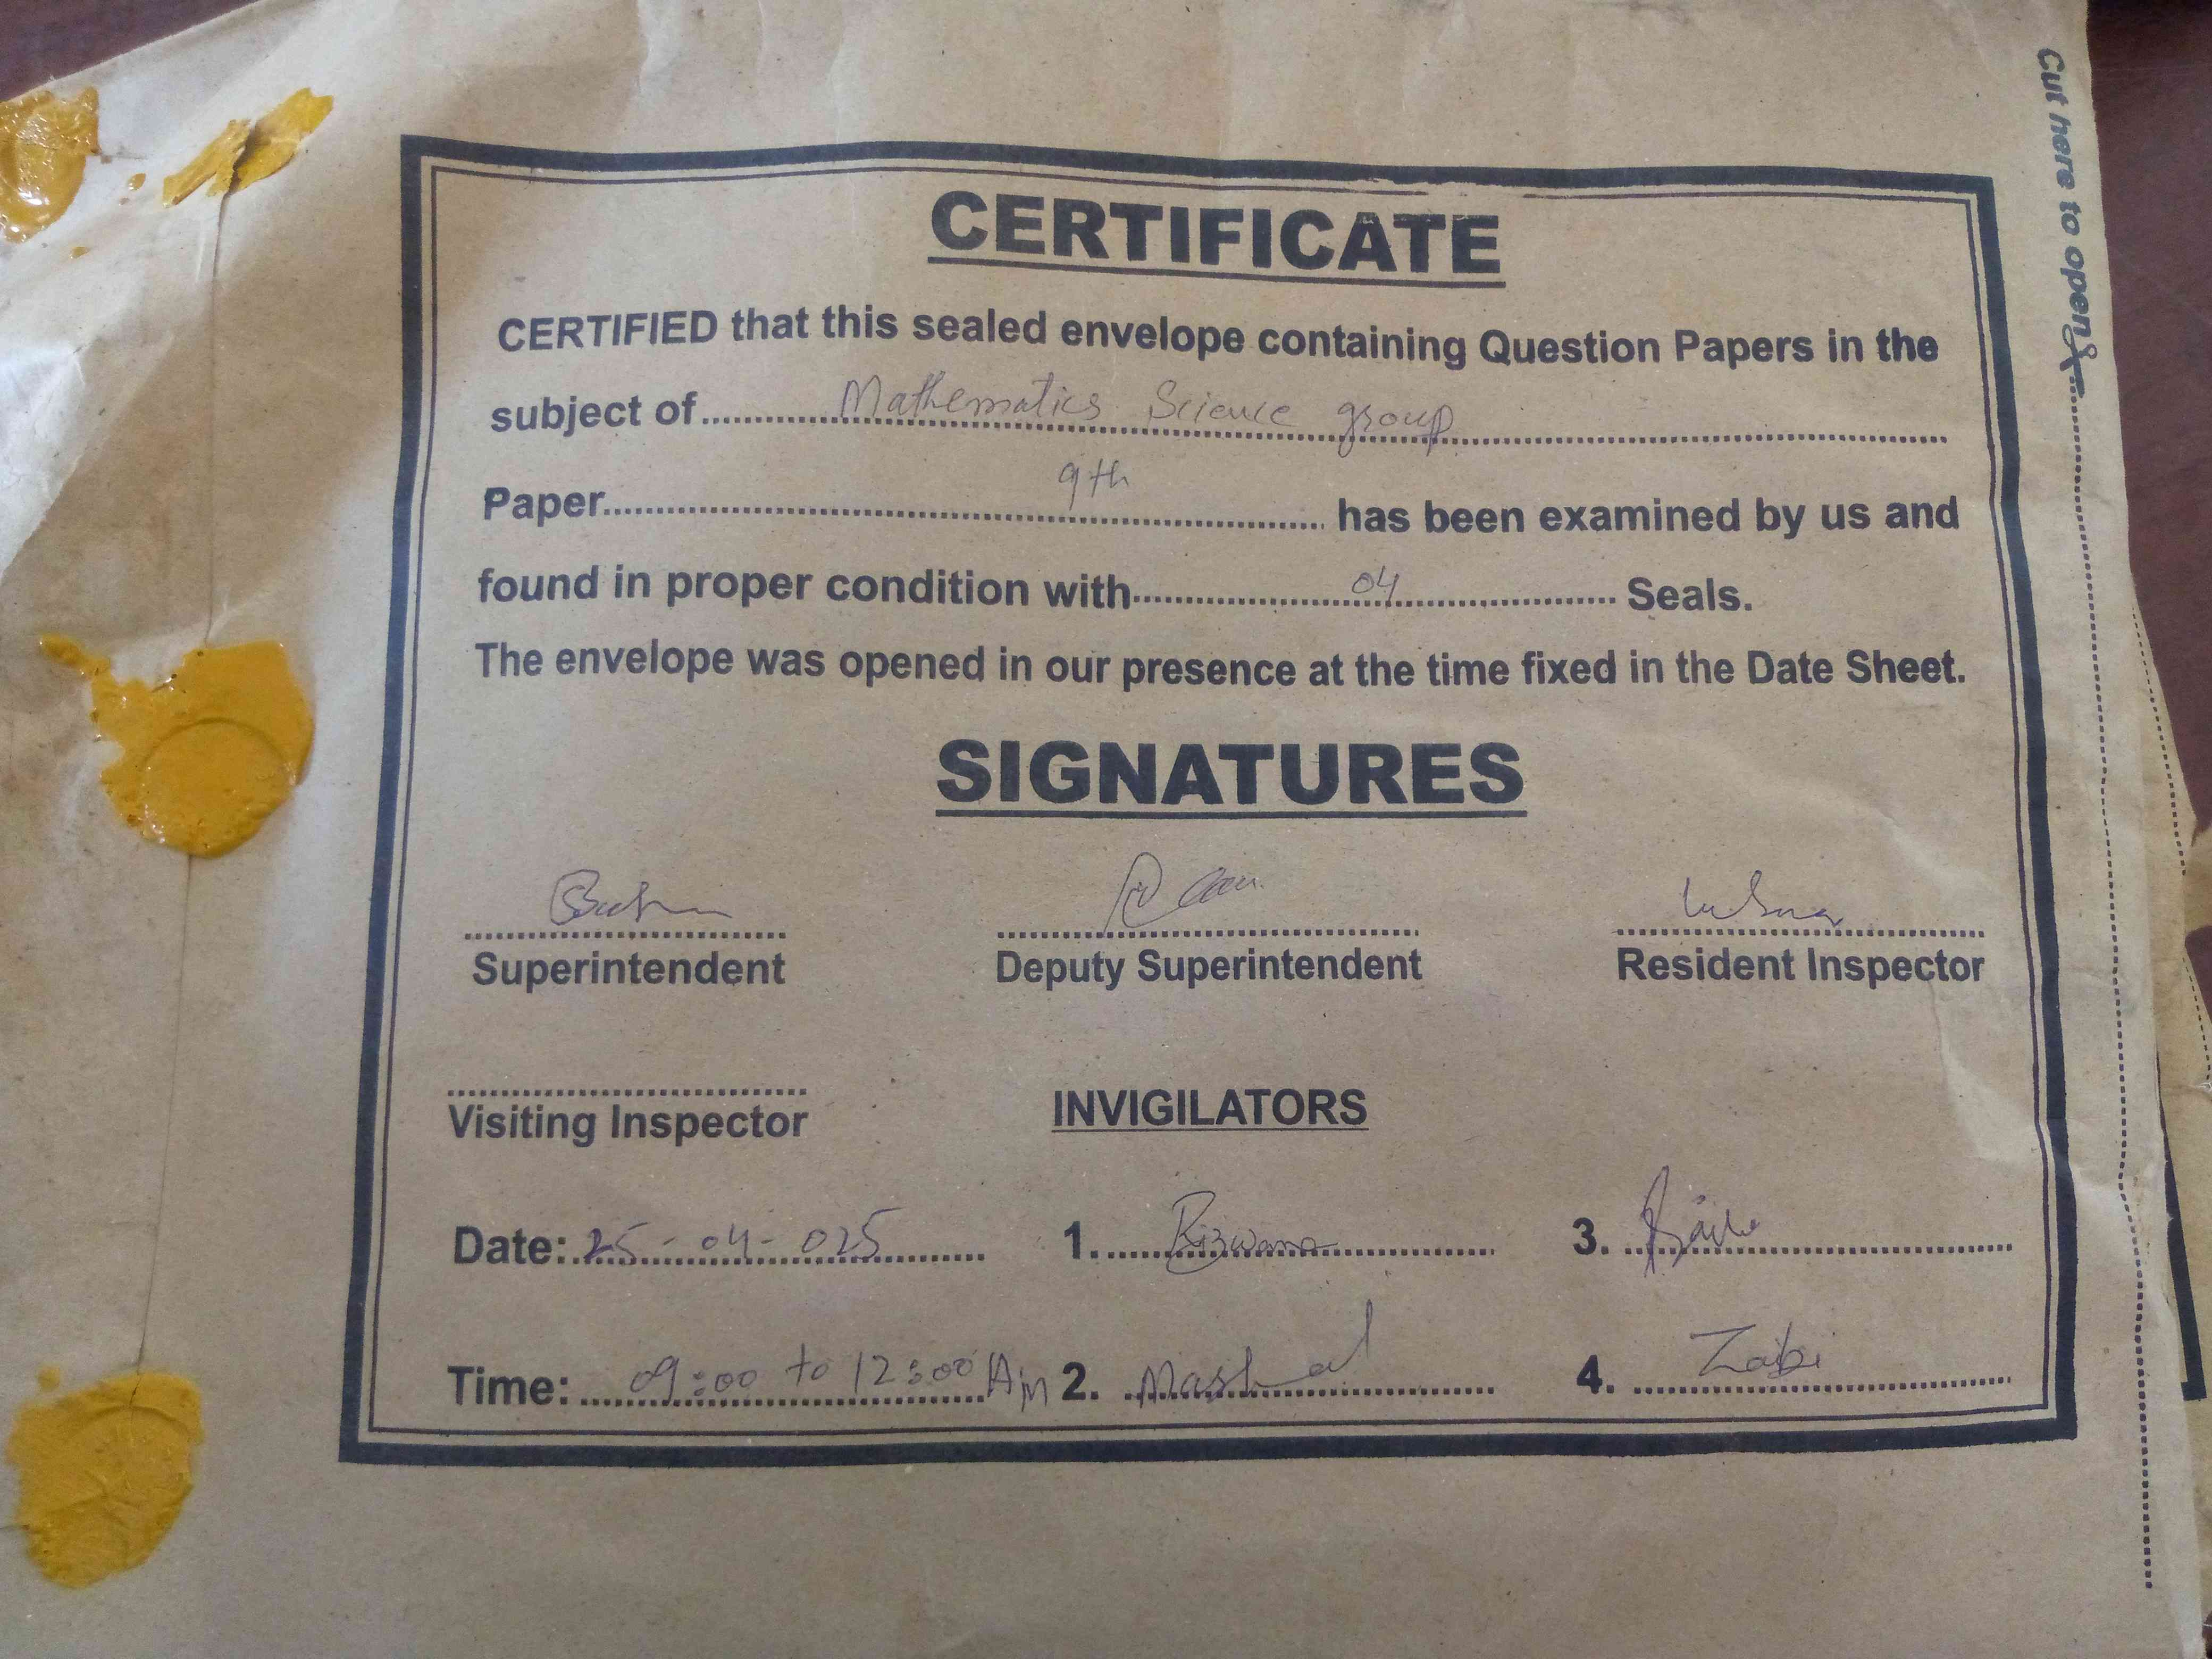 Cut here to open
CERTIFICATE
CERTIFIED that this sealed envelope containing Question Papers in the
subject of Mathematics Science group
Paper 9th has been examined by us and
found in proper condition with 04 Seals.
The envelope was opened in our presence at the time fixed in the Date Sheet.
SIGNATURES
Superintendent Deputy Superintendent Resident Inspector
Visiting Inspector INVIGILATORS
Date: 25-04-025 1. Rizwana 3.
Time: 09:00 to 12:00 Am 2. Mashal 4. Zabi